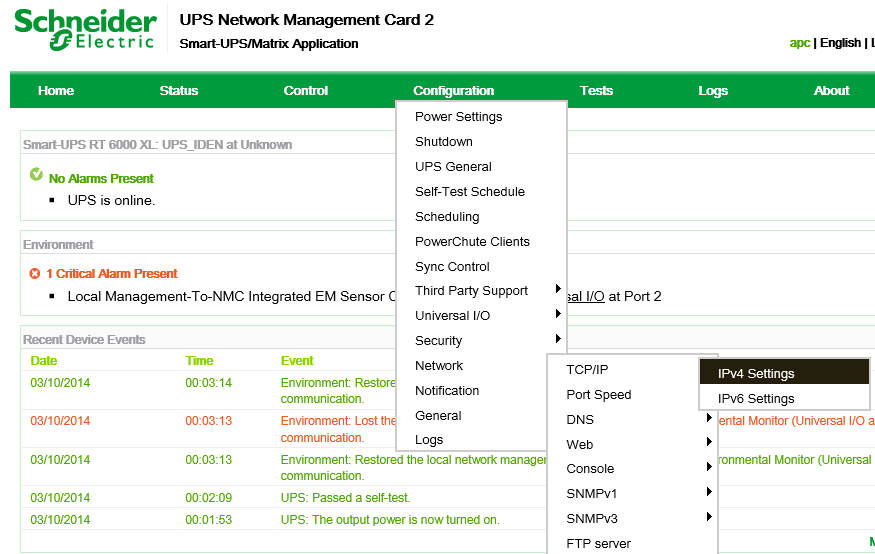 Schneider Electric
UPS Network Management Card 2
Smart-UPS/Matrix Application
apc | English |
Home Status Control Configuration Tests Logs About
Power Settings
Shutdown
UPS General
Self-Test Schedule
Scheduling
PowerChute Clients
Sync Control
Third Party Support
Universal I/O
Security
Network
Notification
General
Logs
TCP/IP
Port Speed
DNS
Web
Console
SNMPv1
SNMPv3
FTP server
IPv4 Settings
IPv6 Settings
Smart-UPS RT 6000 XL: UPS_IDEN at Unknown
No Alarms Present
UPS is online.
Environment
1 Critical Alarm Present
Local Management-To-NMC Integrated EM Sensor C sal I/O at Port 2
Recent Device Events
Date Time Event
03/10/2014 00:03:14 Environment: Restore
communication.
03/10/2014 00:03:13 Environment: Lost the ental Monitor (Universal I/O a
communication.
03/10/2014 00:03:13 Environment: Restored the local network manager ronmental Monitor (Universal
communication.
03/10/2014 00:02:09 UPS: Passed a self-test.
03/10/2014 00:01:53 UPS: The output power is now turned on.